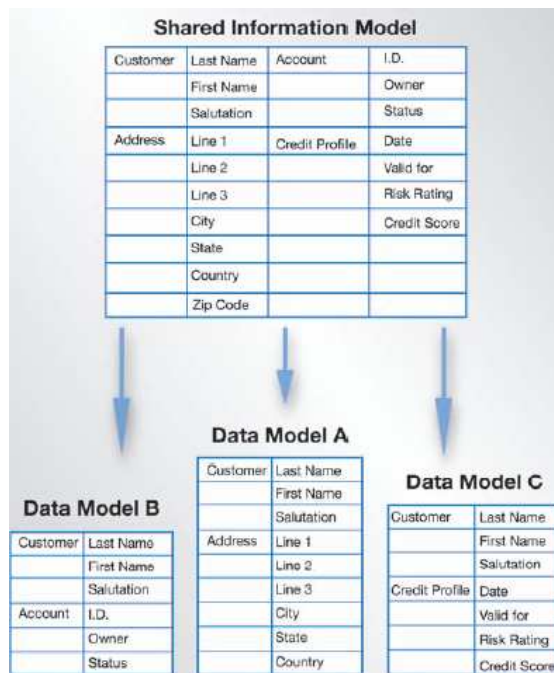 Shared Information Model
Customer Last Name Account I.D.
First Name Owner
Salutation Status
Address Line 1 Credit Profile Date
Line 2 Valid for
Line 3 Risk Rating
City Credit Score
State
Country
Zip Code
Data Model B
Customer Last Name
First Name
Salutation
Account I.D.
Owner
Status
Data Model A
Customer Last Name
First Name
Salutation
Address Line 1
Line 2
Line 3
City
State
Country
Data Model C
Customer Last Name
First Name
Salutation
Credit Profile Date
Valid for
Risk Rating
Credit Score